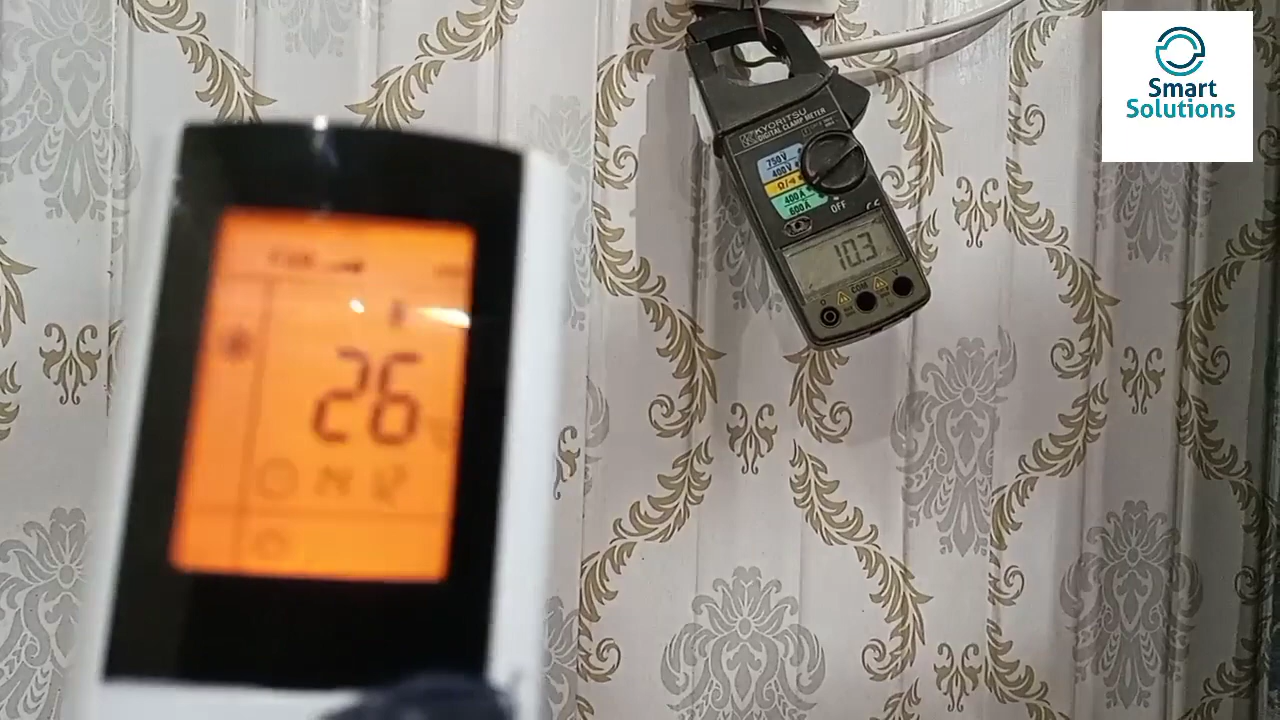 Smart
Solutions
KYORITSU
DIGITAL CLAMP METER
750V
400V
Ω/
400A
600A
OFF
10.3
COM
26